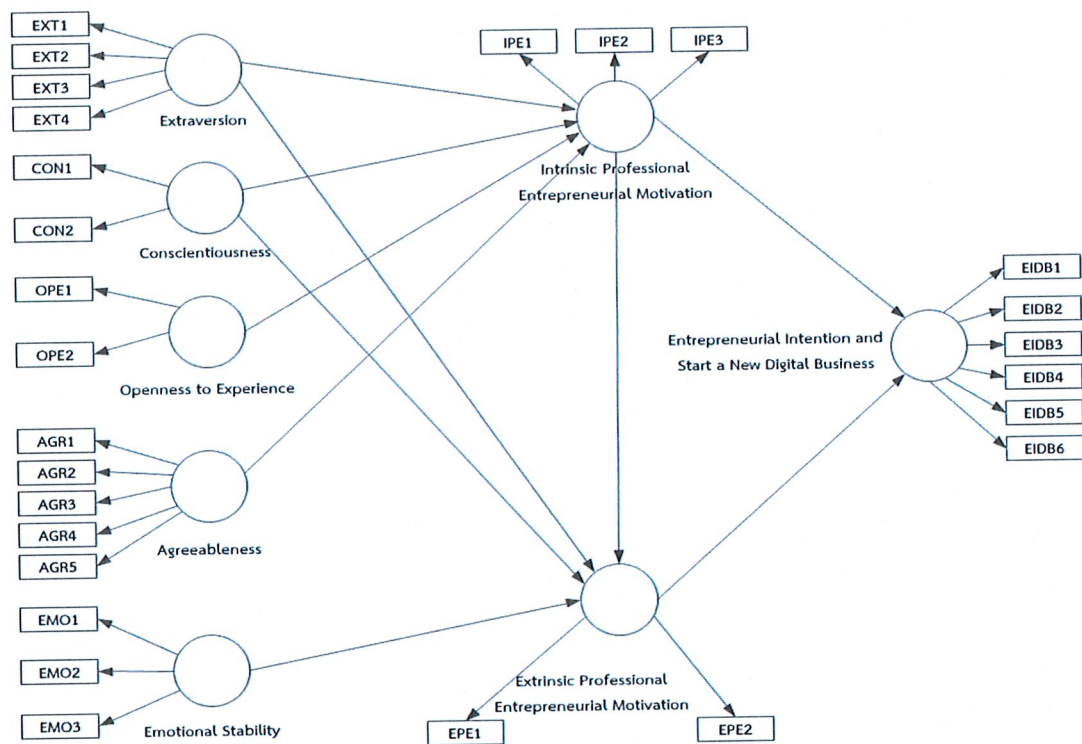 EXT1
EXT2
EXT3
EXT4
Extraversion
CON1
CON2
Conscientiousness
OPE1
OPE2
Openness to Experience
AGR1
AGR2
AGR3
AGR4
AGR5
Agreeableness
EMO1
EMO2
EMO3
Emotional Stability
IPE1
IPE2
IPE3
Intrinsic Professional
Entrepreneurial Motivation
Extrinsic Professional
Entrepreneurial Motivation
EPE1
EPE2
Entrepreneurial Intention and
Start a New Digital Business
EIDB1
EIDB2
EIDB3
EIDB4
EIDB5
EIDB6